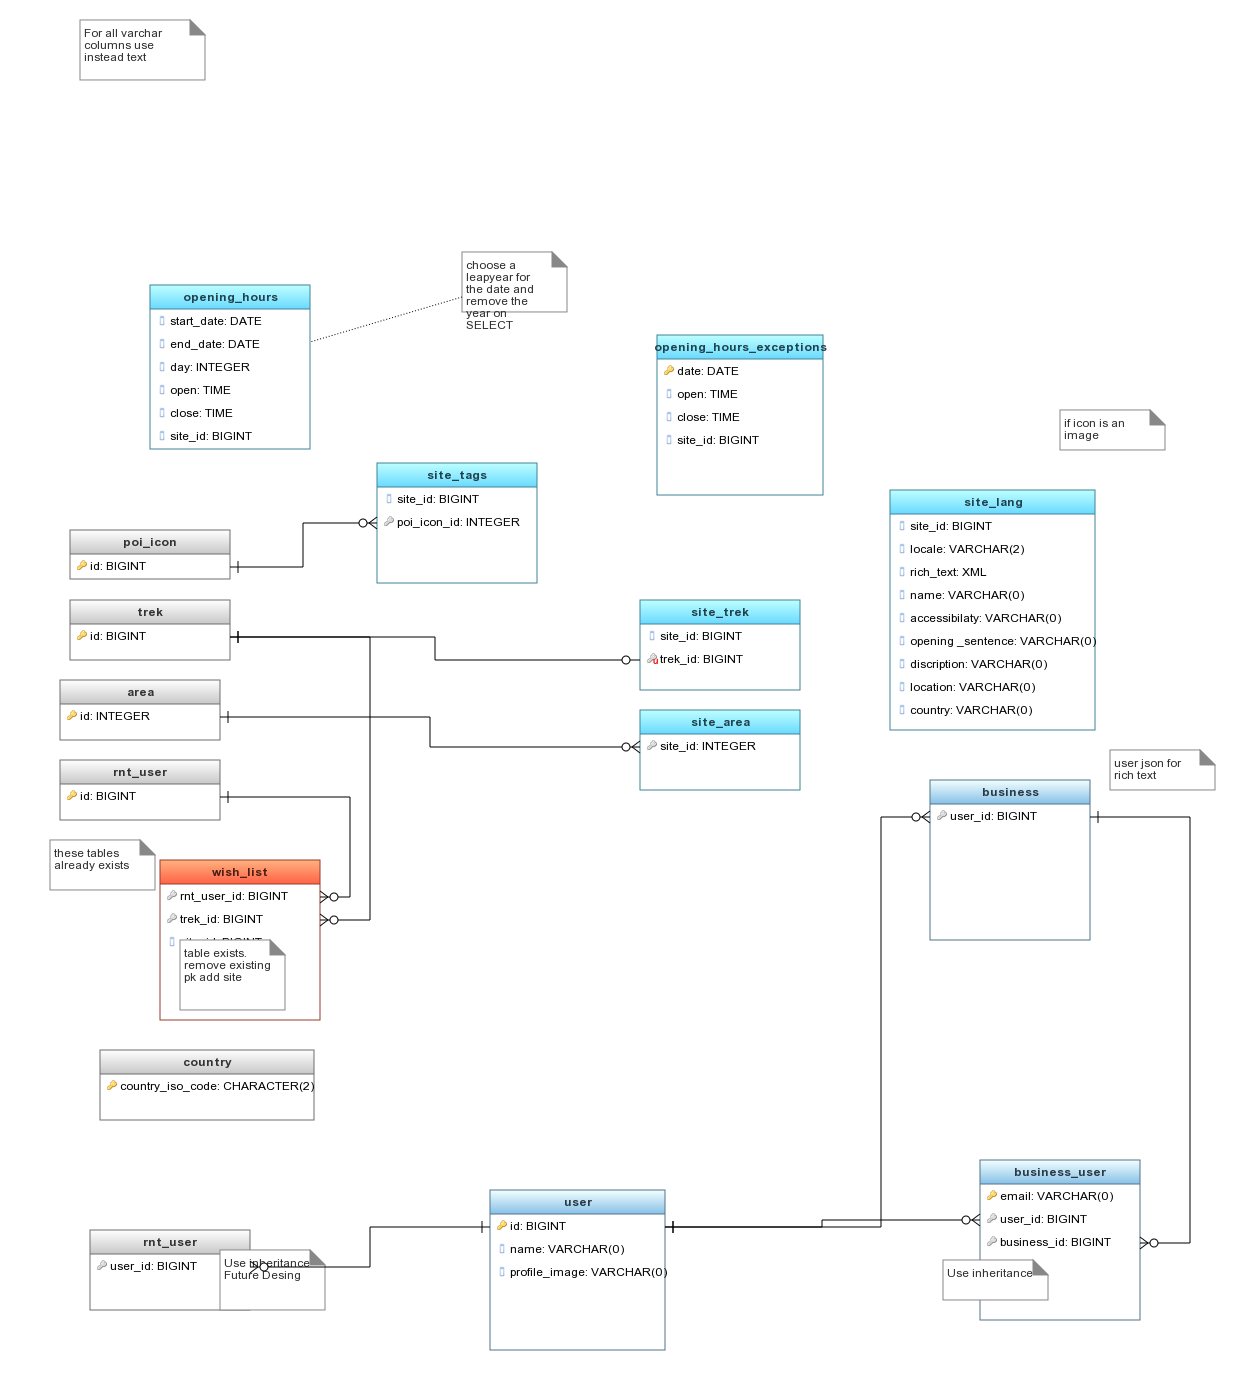 For all varchar
columns use
instead text
choose a
leapyear for
the date and
remove the
year on
SELECT
opening_hours
start_date: DATE
end_date: DATE
day: INTEGER
open: TIME
close: TIME
site_id: BIGINT
opening_hours_exceptions
date: DATE
open: TIME
close: TIME
site_id: BIGINT
if icon is an
image
site_tags
site_id: BIGINT
poi_icon_id: INTEGER
site_lang
site_id: BIGINT
locale: VARCHAR(2)
rich_text: XML
name: VARCHAR(0)
accessibilaty: VARCHAR(0)
opening _sentence: VARCHAR(0)
discription: VARCHAR(0)
location: VARCHAR(0)
country: VARCHAR(0)
poi_icon
id: BIGINT
trek
id: BIGINT
site_trek
site_id: BIGINT
trek_id: BIGINT
area
id: INTEGER
site_area
site_id: INTEGER
rnt_user
id: BIGINT
user json for
rich text
business
user_id: BIGINT
these tables
already exists
wish_list
rnt_user_id: BIGINT
trek_id: BIGINT
table exists.
remove existing
pk add site
country
country_iso_code: CHARACTER(2)
business_user
email: VARCHAR(0)
user_id: BIGINT
business_id: BIGINT
Use inheritance
user
id: BIGINT
name: VARCHAR(0)
profile_image: VARCHAR(0)
rnt_user
user_id: BIGINT
Use inheritance
Future Desing